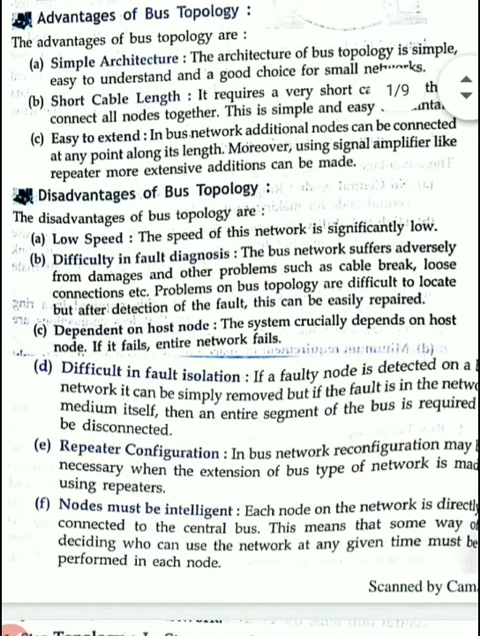 Advantages of Bus Topology :
The advantages of bus topology are :
(a) Simple Architecture : The architecture of bus topology is simple,
easy to understand and a good choice for small networks.
(b) Short Cable Length : It requires a very short ca 1/9 th
connect all nodes together. This is simple and easy
(c) Easy to extend : In bus network additional nodes can be connected
at any point along its length. Moreover, using signal amplifier like
repeater more extensive additions can be made.
Disadvantages of Bus Topology :
The disadvantages of bus topology are :
(a) Low Speed : The speed of this network is significantly low.
(b) Difficulty in fault diagnosis : The bus network suffers adversely
from damages and other problems such as cable break, loose
connections etc. Problems on bus topology are difficult to locate
but after detection of the fault, this can be easily repaired.
(c) Dependent on host node : The system crucially depends on host
node. If it fails, entire network fails.
(d) Difficult in fault isolation : If a faulty node is detected on a
network it can be simply removed but if the fault is in the netwo
medium itself, then an entire segment of the bus is required
be disconnected.
(e) Repeater Configuration : In bus network reconfiguration may
necessary when the extension of bus type of network is mad
using repeaters.
(f) Nodes must be intelligent : Each node on the network is directly
connected to the central bus. This means that some way of
deciding who can use the network at any given time must be
performed in each node.
Scanned by Cam